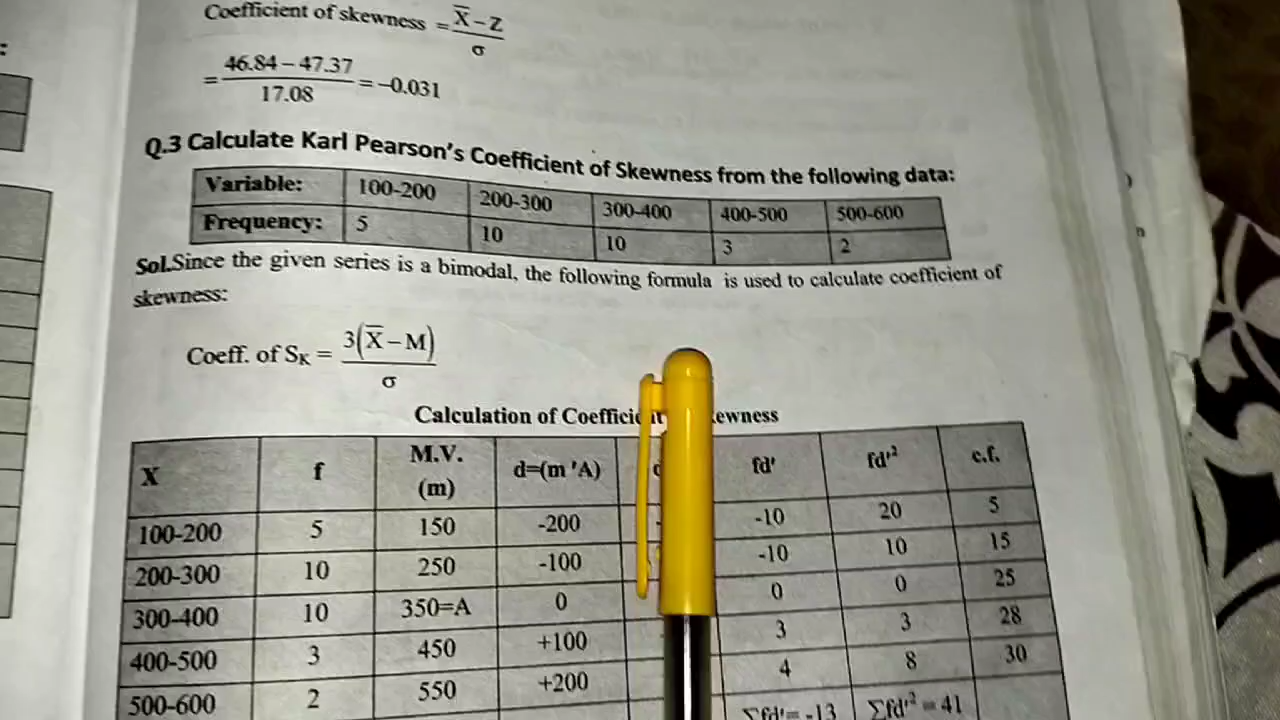 Coefficient of skewness = X̄ – Z / σ
= 46.84 – 47.37 / 17.08 = –0.031
Q.3 Calculate Karl Pearson's Coefficient of Skewness from the following data:
Variable: 100-200 200-300 300-400 400-500 500-600
Frequency: 5 10 10 3 2
Sol.Since the given series is a bimodal, the following formula is used to calculate coefficient of
skewness:
Coeff. of SK = 3(X̄ – M) / σ
Calculation of Coefficient ewness
X f M.V. (m) d=(m 'A) fd' fd'² c.f.
100-200 5 150 -200 -10 20 5
200-300 10 250 -100 -10 10 15
300-400 10 350=A 0 0 0 25
400-500 3 450 +100 3 3 28
500-600 2 550 +200 4 8 30
∑fd'= -13 ∑fd'² = 41